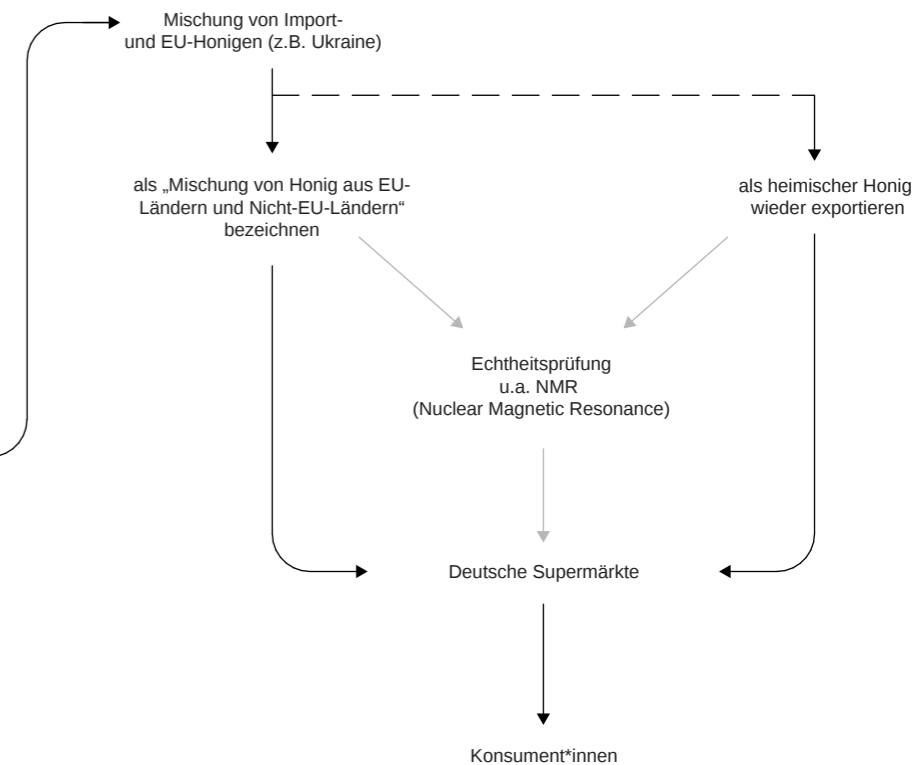 Mischung von Import-
und EU-Honigen (z.B. Ukraine)
als „Mischung von Honig aus EU-
Ländern und Nicht-EU-Ländern“
bezeichnen
als heimischer Honig
wieder exportieren
Echtheitsprüfung
u.a. NMR
(Nuclear Magnetic Resonance)
Deutsche Supermärkte
Konsument*innen